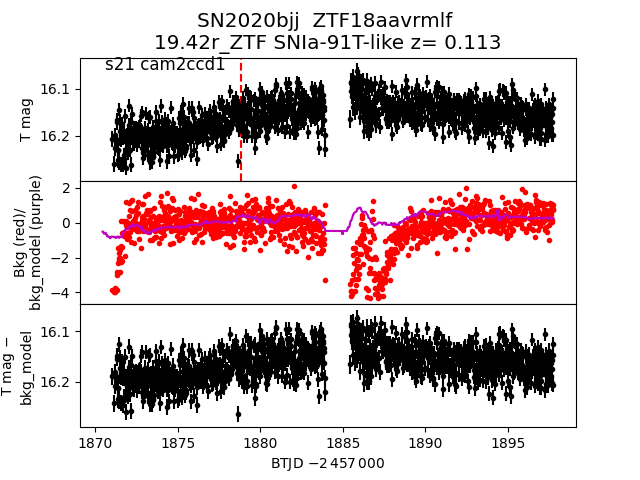 SN2020bjj  ZTF18aavrmlf
19.42r_ZTF SNIa-91T-like z= 0.113
s21 cam2ccd1
T mag
16.1
16.2
Bkg (red)/
bkg_model (purple)
2
0
−2
−4
T mag −
bkg_model
16.1
16.2
1870 1875 1880 1885 1890 1895
BTJD −2 457 000